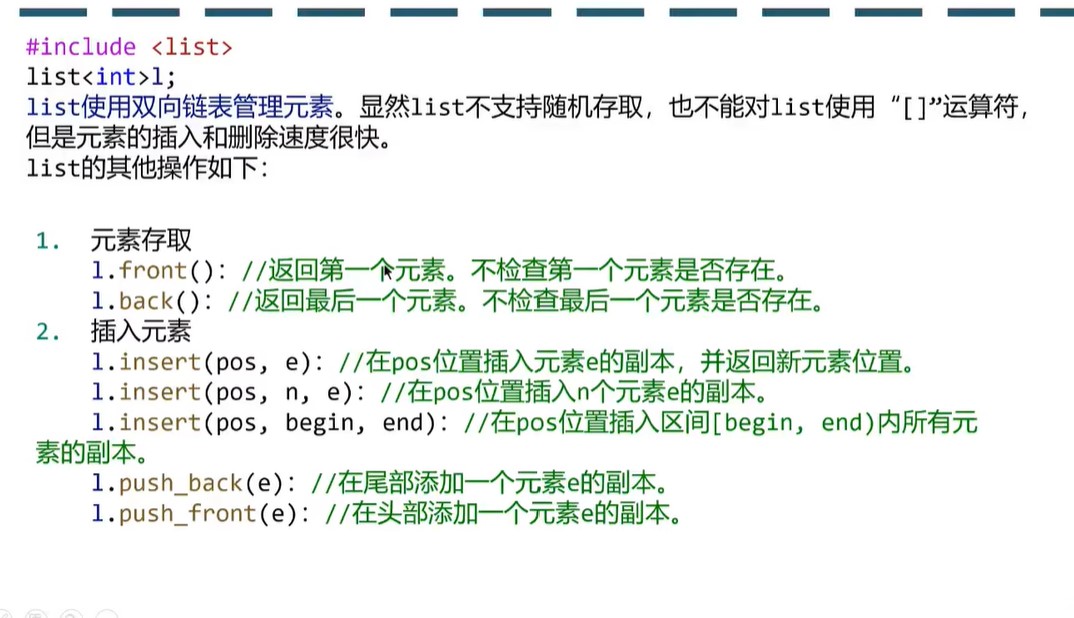 #include <list>
list<int>l;
list使用双向链表管理元素。显然list不支持随机存取，也不能对list使用“[]”运算符，
但是元素的插入和删除速度很快。
list的其他操作如下：
1. 元素存取
l.front()：//返回第一个元素。不检查第一个元素是否存在。
l.back()：//返回最后一个元素。不检查最后一个元素是否存在。
2. 插入元素
l.insert(pos, e)：//在pos位置插入元素e的副本，并返回新元素位置。
l.insert(pos, n, e)：//在pos位置插入n个元素e的副本。
l.insert(pos, begin, end)：//在pos位置插入区间[begin, end)内所有元
素的副本。
l.push_back(e)：//在尾部添加一个元素e的副本。
l.push_front(e)：//在头部添加一个元素e的副本。